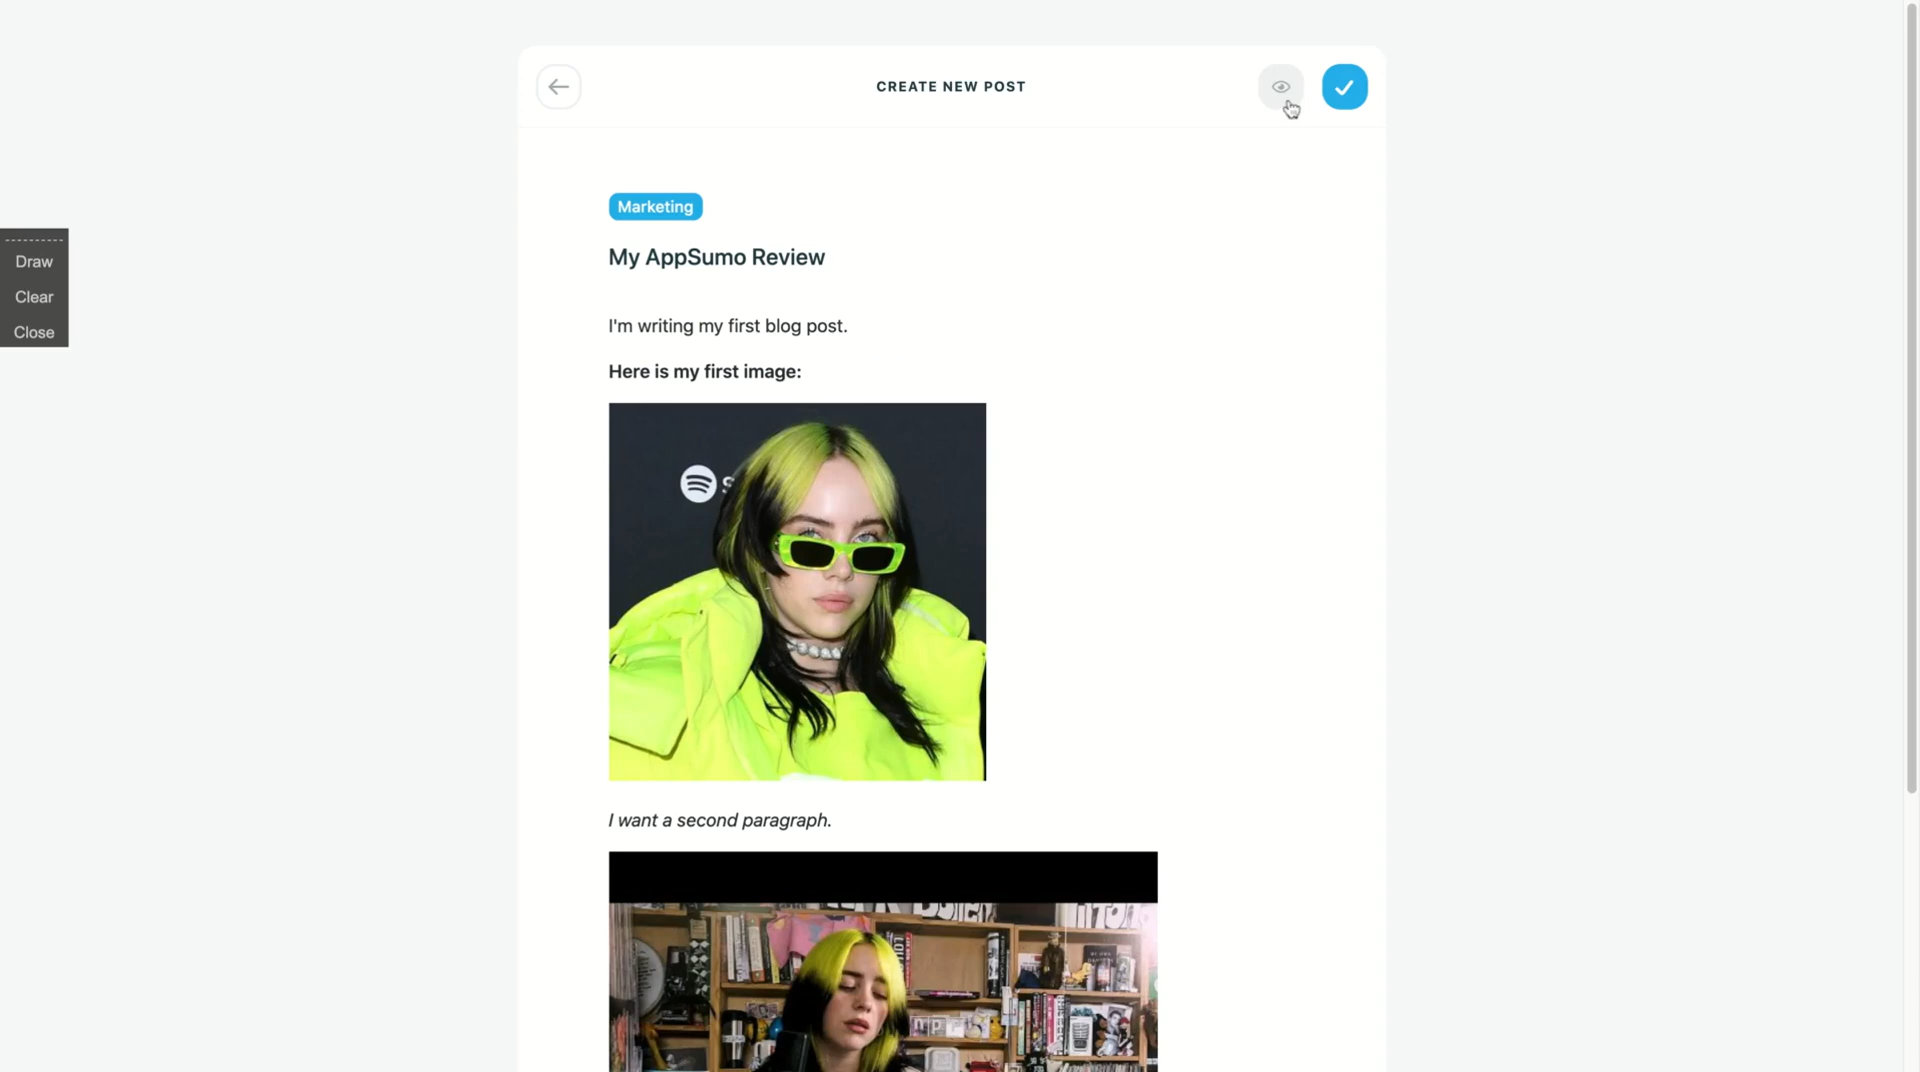 CREATE NEW POST
Marketing
Draw
Clear
Close
My AppSumo Review
I'm writing my first blog post.
Here is my first image:
I want a second paragraph.